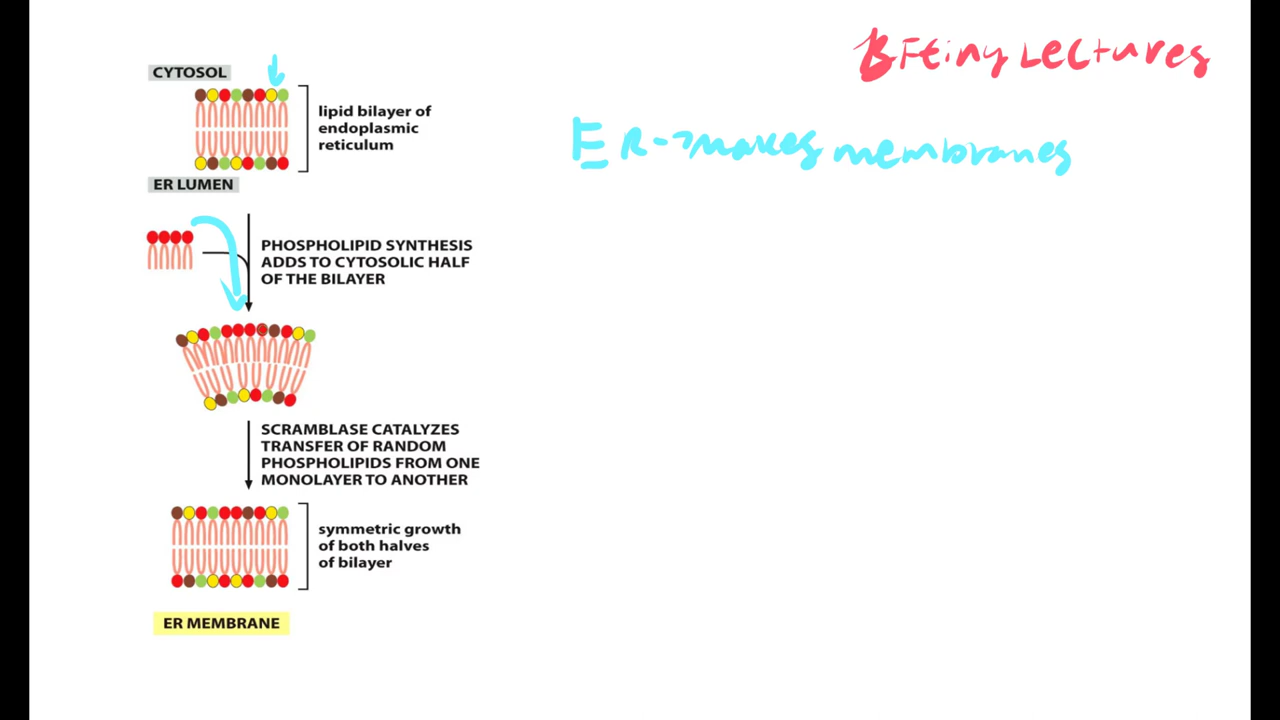 BFtiny Lectures
ER->makes membranes
CYTOSOL
lipid bilayer of
endoplasmic
reticulum
ER LUMEN
PHOSPHOLIPID SYNTHESIS
ADDS TO CYTOSOLIC HALF
OF THE BILAYER
SCRAMBLASE CATALYZES
TRANSFER OF RANDOM
PHOSPHOLIPIDS FROM ONE
MONOLAYER TO ANOTHER
symmetric growth
of both halves
of bilayer
ER MEMBRANE